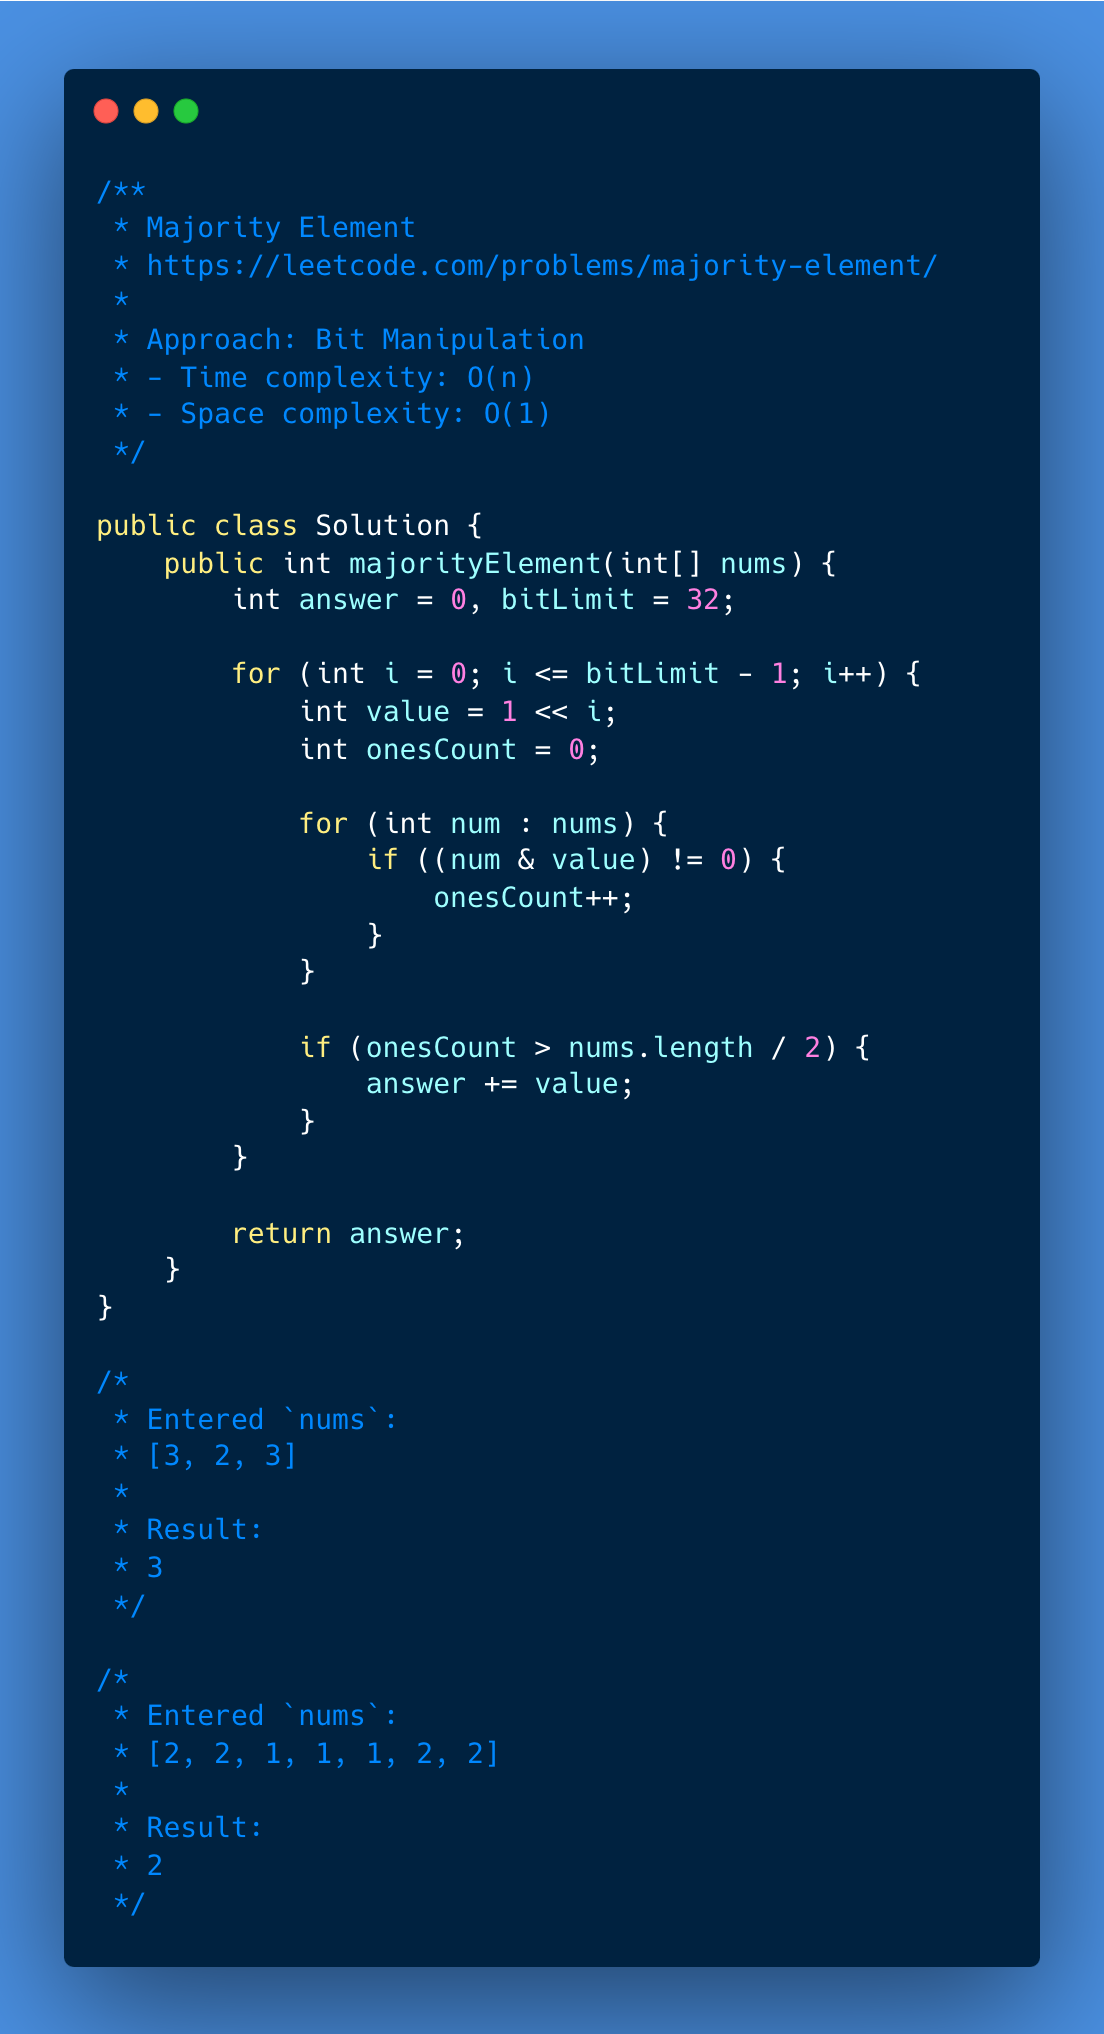 /**
 * Majority Element
 * https://leetcode.com/problems/majority-element/
 *
 * Approach: Bit Manipulation
 * - Time complexity: O(n)
 * - Space complexity: O(1)
 */

public class Solution {
    public int majorityElement(int[] nums) {
        int answer = 0, bitLimit = 32;

        for (int i = 0; i <= bitLimit - 1; i++) {
            int value = 1 << i;
            int onesCount = 0;

            for (int num : nums) {
                if ((num & value) != 0) {
                    onesCount++;
                }
            }

            if (onesCount > nums.length / 2) {
                answer += value;
            }
        }

        return answer;
    }
}

/*
 * Entered `nums`:
 * [3, 2, 3]
 *
 * Result:
 * 3
 */

/*
 * Entered `nums`:
 * [2, 2, 1, 1, 1, 2, 2]
 *
 * Result:
 * 2
 */